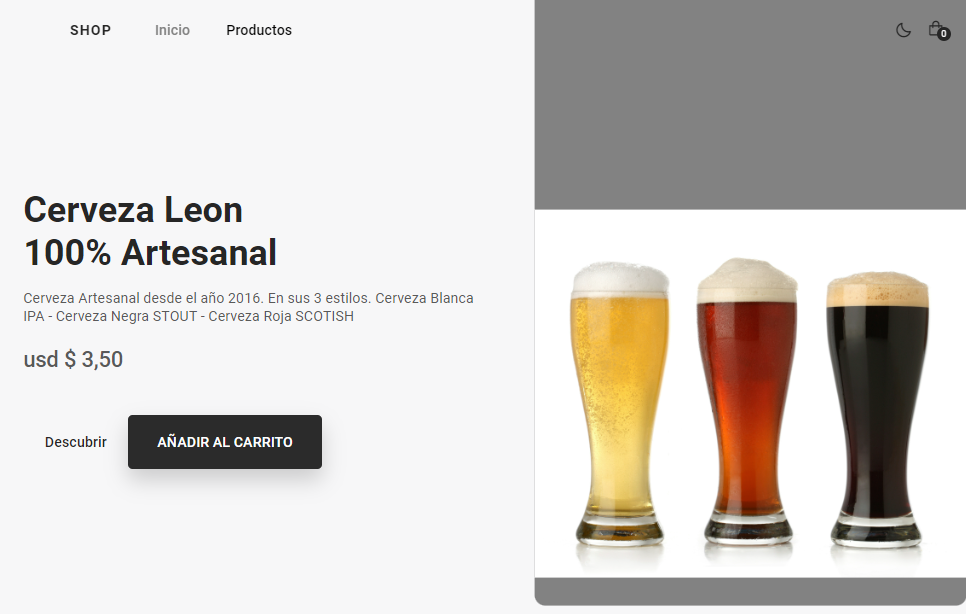 SHOP Inicio Productos
0
Cerveza Leon
100% Artesanal
Cerveza Artesanal desde el año 2016. En sus 3 estilos. Cerveza Blanca
IPA - Cerveza Negra STOUT - Cerveza Roja SCOTISH
usd $ 3,50
Descubrir AÑADIR AL CARRITO